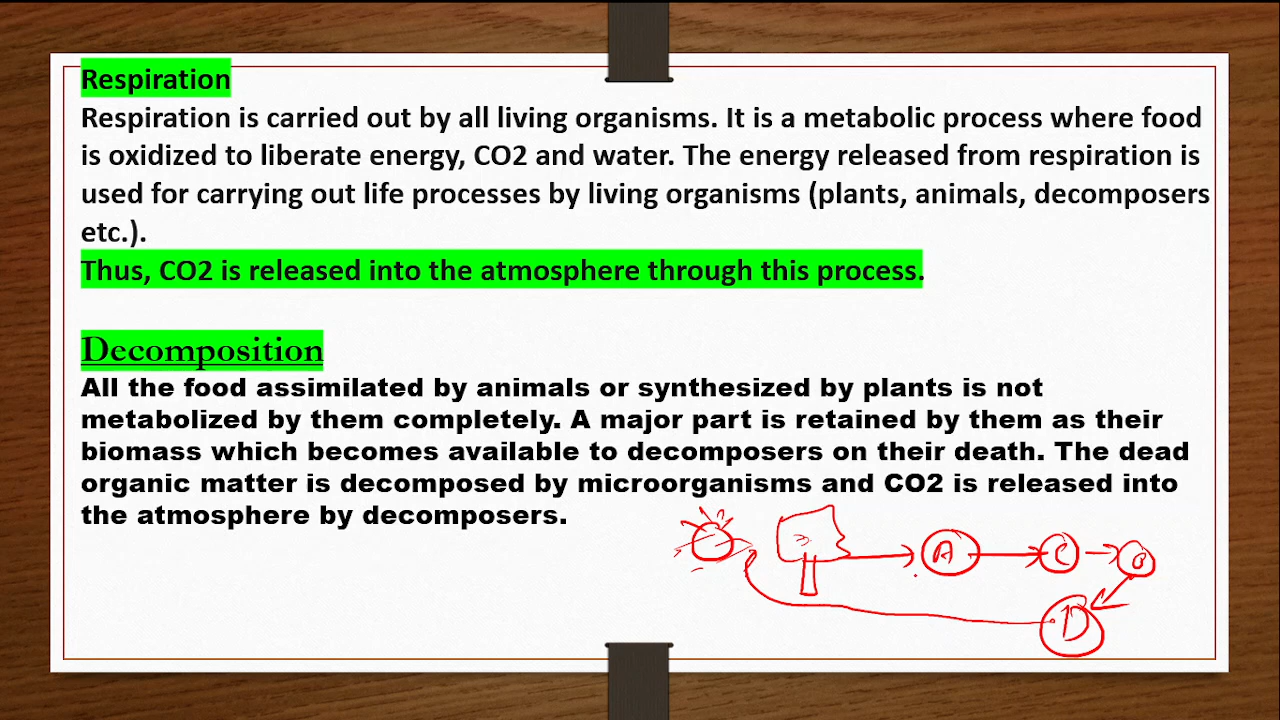 Respiration
Respiration is carried out by all living organisms. It is a metabolic process where food
is oxidized to liberate energy, CO2 and water. The energy released from respiration is
used for carrying out life processes by living organisms (plants, animals, decomposers
etc.).
Thus, CO2 is released into the atmosphere through this process.
Decomposition
All the food assimilated by animals or synthesized by plants is not
metabolized by them completely. A major part is retained by them as their
biomass which becomes available to decomposers on their death. The dead
organic matter is decomposed by microorganisms and CO2 is released into
the atmosphere by decomposers.
A C
D